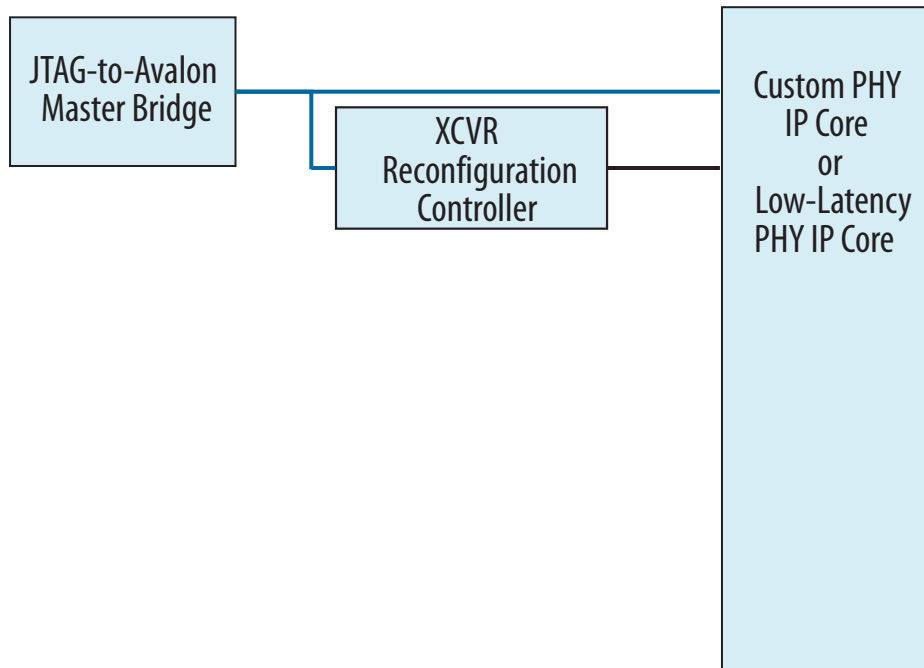 JTAG-to-Avalon
Master Bridge
XCVR
Reconfiguration
Controller
Custom PHY
IP Core
or
Low-Latency
PHY IP Core